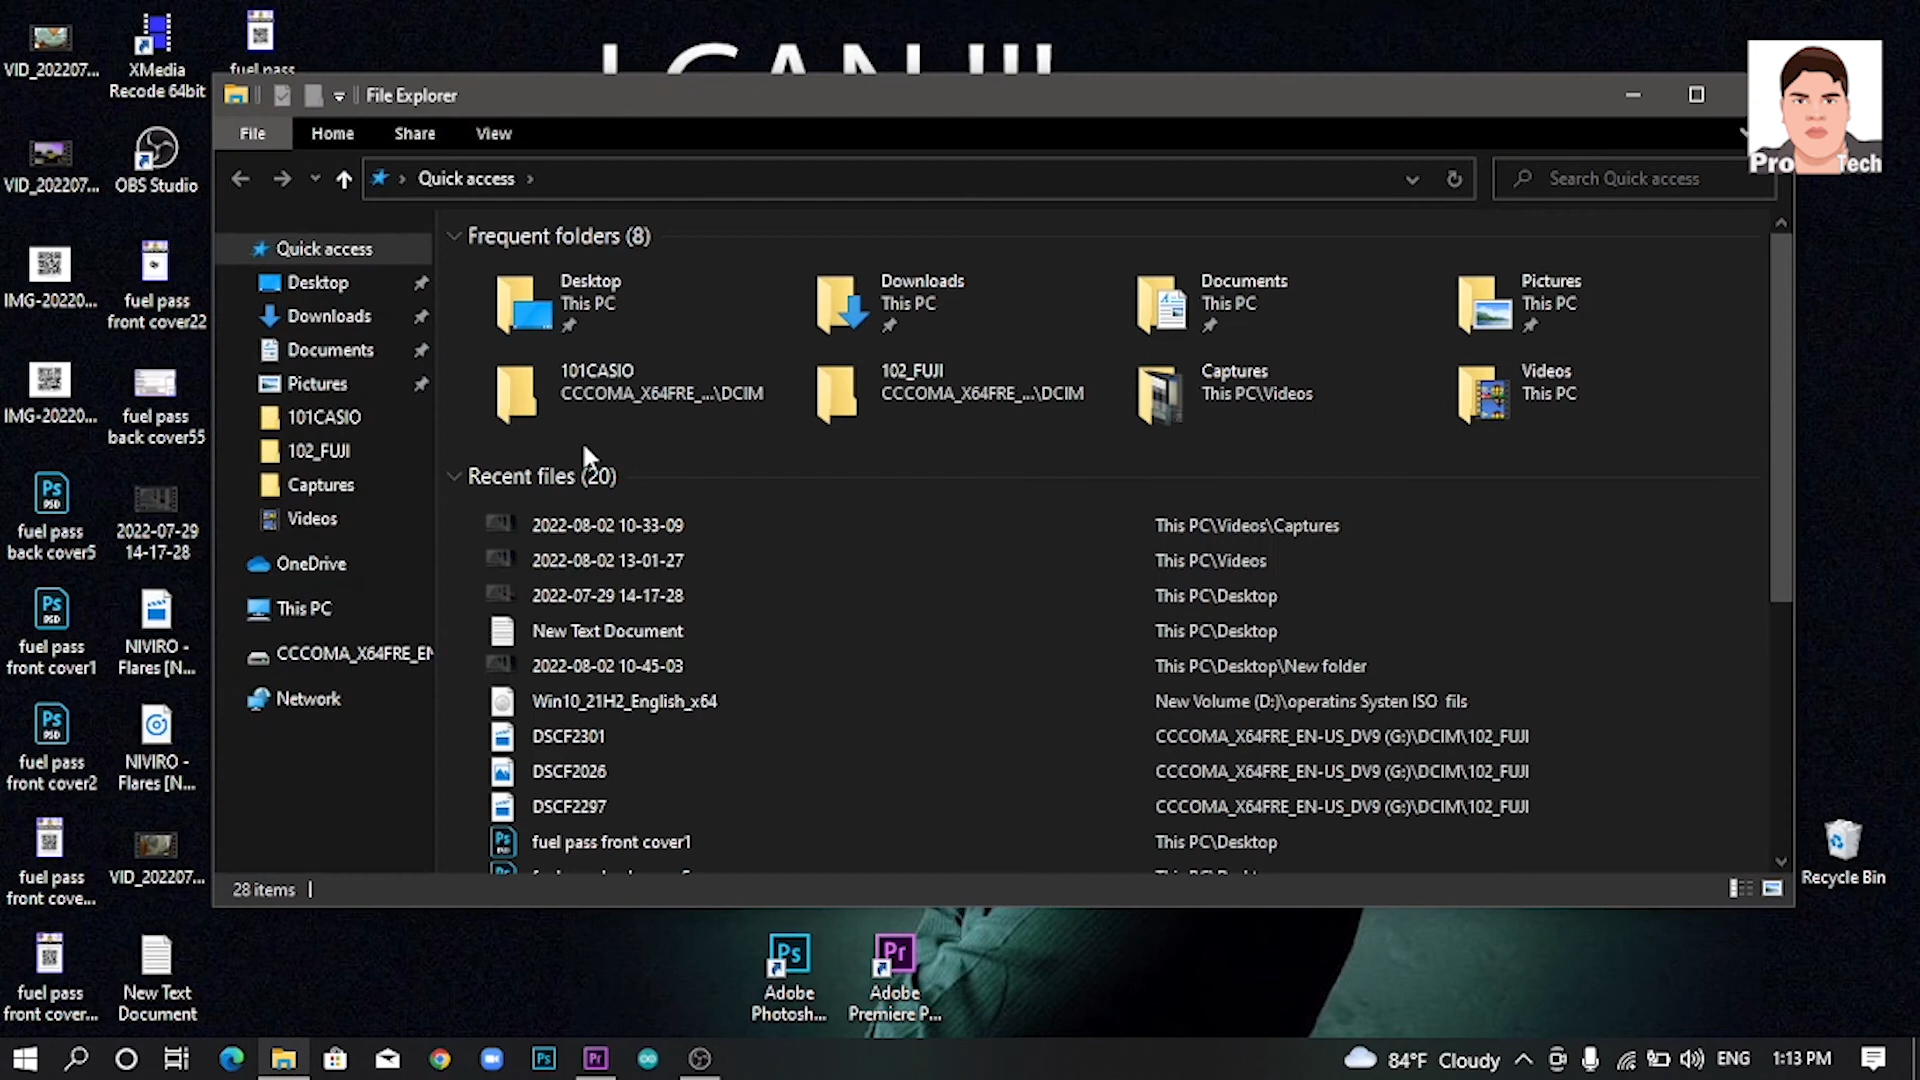 I CAN !!!
VID_202207...
XMedia
Recode 64bit
fuel pass
VID_202207...
OBS Studio
IMG-20220...
fuel pass
front cover22
IMG-20220...
fuel pass
back cover55
fuel pass
back cover5
2022-07-29
14-17-28
fuel pass
front cover1
NIVIRO -
Flares [N...
fuel pass
front cover2
NIVIRO -
Flares [N...
fuel pass
front cove...
VID_202207...
fuel pass
front cover...
New Text
Document
File Explorer
File Home Share View
Quick access
Search Quick access
Pro Tech
Quick access
Desktop
Downloads
Documents
Pictures
101CASIO
102_FUJI
Captures
Videos
OneDrive
This PC
CCCOMA_X64FRE_EN
Network
Frequent folders (8)
Desktop
This PC
Downloads
This PC
Documents
This PC
Pictures
This PC
101CASIO
CCCOMA_X64FRE_...\DCIM
102_FUJI
CCCOMA_X64FRE_...\DCIM
Captures
This PC\Videos
Videos
This PC
Recent files (20)
2022-08-02 10-33-09 This PC\Videos\Captures
2022-08-02 13-01-27 This PC\Videos
2022-07-29 14-17-28 This PC\Desktop
New Text Document This PC\Desktop
2022-08-02 10-45-03 This PC\Desktop\New folder
Win10_21H2_English_x64 New Volume (D:)\operatins Systen ISO fils
DSCF2301 CCCOMA_X64FRE_EN-US_DV9 (G:)\DCIM\102_FUJI
DSCF2026 CCCOMA_X64FRE_EN-US_DV9 (G:)\DCIM\102_FUJI
DSCF2297 CCCOMA_X64FRE_EN-US_DV9 (G:)\DCIM\102_FUJI
fuel pass front cover1 This PC\Desktop
28 items
Recycle Bin
Adobe
Photosh...
Adobe
Premiere P...
84°F Cloudy ENG 1:13 PM